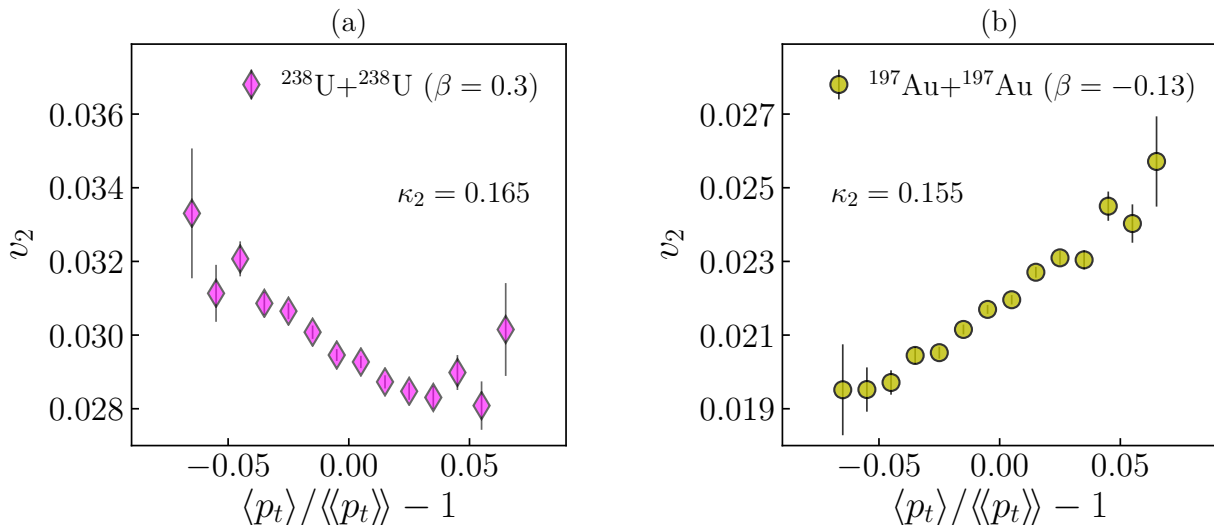 (a)
²³⁸U+²³⁸U (β = 0.3)
κ₂ = 0.165
v₂
0.036
0.034
0.032
0.030
0.028
−0.05
0.00
0.05
⟨pₜ⟩/⟨⟨pₜ⟩⟩ − 1
(b)
¹⁹⁷Au+¹⁹⁷Au (β = −0.13)
κ₂ = 0.155
v₂
0.027
0.025
0.023
0.021
0.019
−0.05
0.00
0.05
⟨pₜ⟩/⟨⟨pₜ⟩⟩ − 1